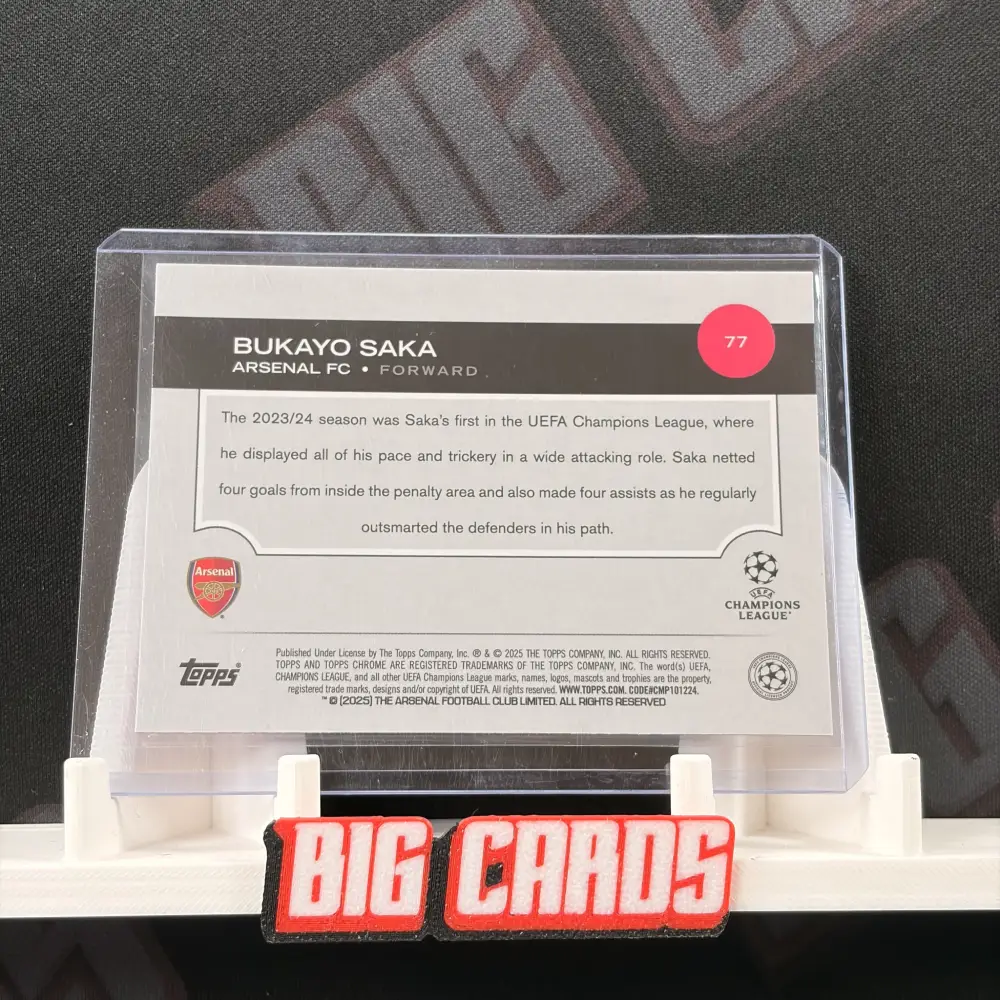 BIG C
BUKAYO SAKA
ARSENAL FC • FORWARD
77
The 2023/24 season was Saka's first in the UEFA Champions League, where
he displayed all of his pace and trickery in a wide attacking role. Saka netted
four goals from inside the penalty area and also made four assists as he regularly
outsmarted the defenders in his path.
Arsenal
UEFA
CHAMPIONS
LEAGUE
Topps
Published Under License by The Topps Company, Inc. ® & © 2025 THE TOPPS COMPANY, INC. ALL RIGHTS RESERVED.
TOPPS AND TOPPS CHROME ARE REGISTERED TRADEMARKS OF THE TOPPS COMPANY, INC. The word(s) UEFA,
CHAMPIONS LEAGUE, and all other UEFA Champions League marks, names, logos, mascots and trophies are the property,
registered trade marks, designs and/or copyright of UEFA. All rights reserved. WWW.TOPPS.COM. CODE#CMP101224.
™ © [2025] THE ARSENAL FOOTBALL CLUB LIMITED. ALL RIGHTS RESERVED
BIG CARDS